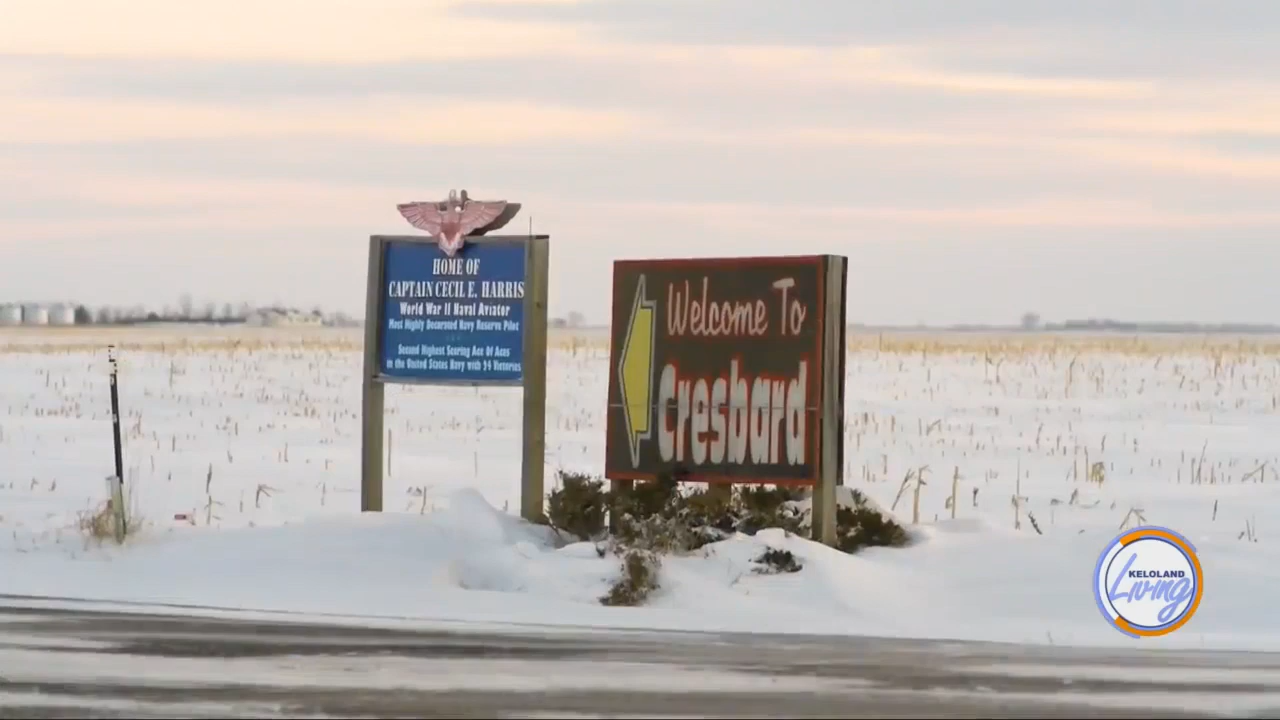 HOME OF
CAPTAIN CECIL E. HARRIS
World War II Naval Aviator
Most Highly Decorated Navy Reserve Pilot
Second Highest Scoring Ace Of Aces
in the United States Navy with 24 Victories
Welcome To
Cresbard
KELOLAND
Living